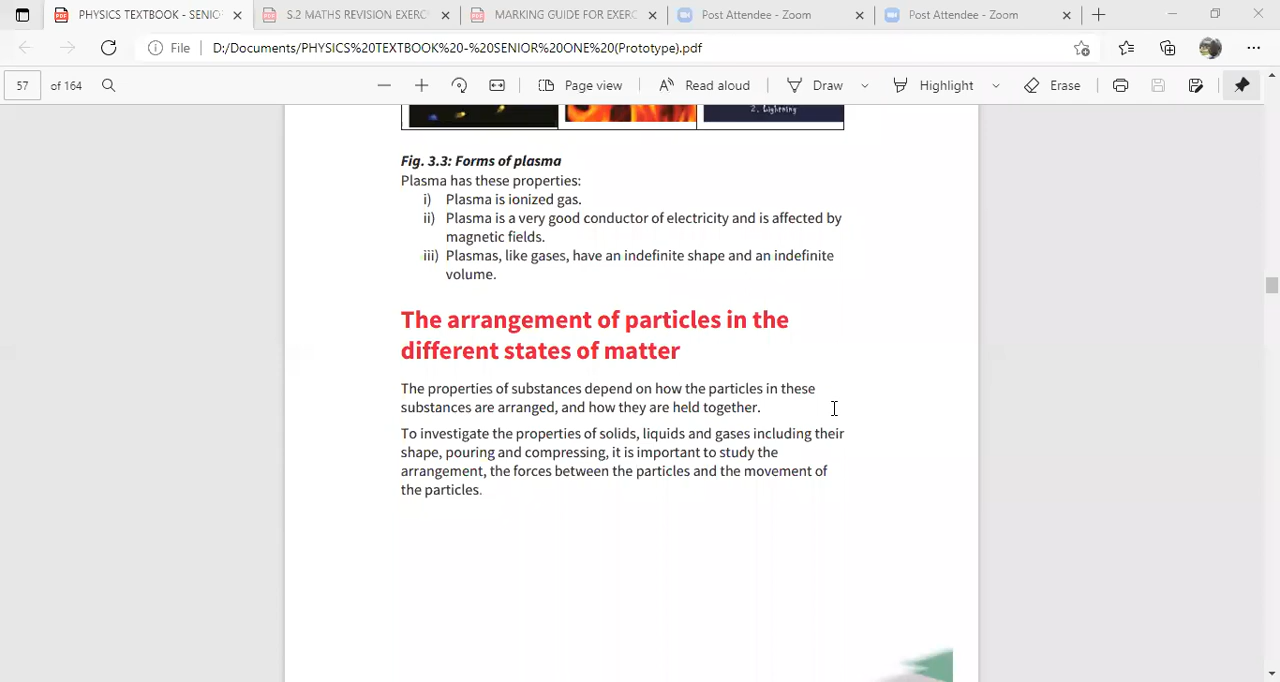 PHYSICS TEXTBOOK - SENIC
S.2 MATHS REVISION EXERC
MARKING GUIDE FOR EXERC
Post Attendee - Zoom
Post Attendee - Zoom
File
D:/Documents/PHYSICS%20TEXTBOOK%20-%20SENIOR%20ONE%20(Prototype).pdf
57 of 164
Page view
Read aloud
Draw
Highlight
Erase
2. Lightning
Fig. 3.3: Forms of plasma
Plasma has these properties:
i) Plasma is ionized gas.
ii) Plasma is a very good conductor of electricity and is affected by
magnetic fields.
iii) Plasmas, like gases, have an indefinite shape and an indefinite
volume.
The arrangement of particles in the
different states of matter
The properties of substances depend on how the particles in these
substances are arranged, and how they are held together.
To investigate the properties of solids, liquids and gases including their
shape, pouring and compressing, it is important to study the
arrangement, the forces between the particles and the movement of
the particles.